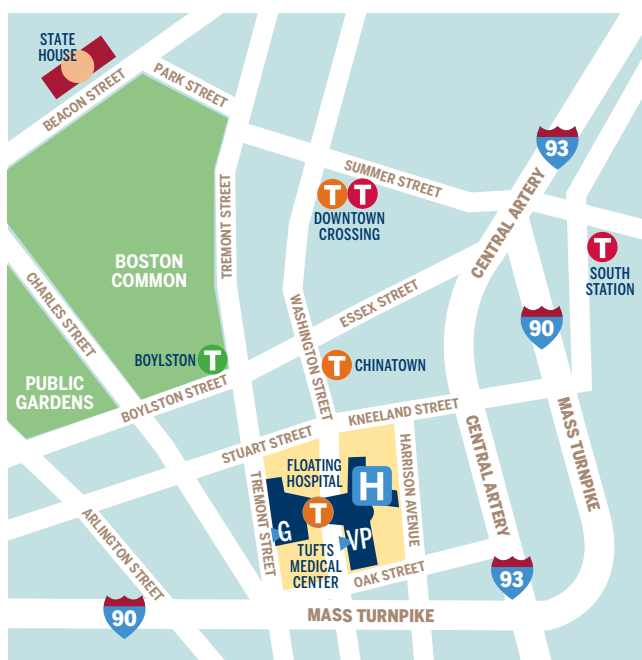 STATE
HOUSE
BEACON STREET
PARK STREET
93
SUMMER STREET
T
T
DOWNTOWN
CROSSING
TREMONT STREET
CENTRAL ARTERY
T
SOUTH
STATION
BOSTON
COMMON
CHARLES STREET
WASHINGTON STREET
ESSEX STREET
90
BOYLSTON
T
T
CHINATOWN
PUBLIC
GARDENS
BOYLSTON STREET
KNEELAND STREET
MASS TURNPIKE
STUART STREET
HARRISON AVENUE
CENTRAL ARTERY
FLOATING
HOSPITAL
H
TREMONT STREET
T
G
VP
TUFTS
MEDICAL
CENTER
OAK STREET
ARLINGTON STREET
93
90
MASS TURNPIKE